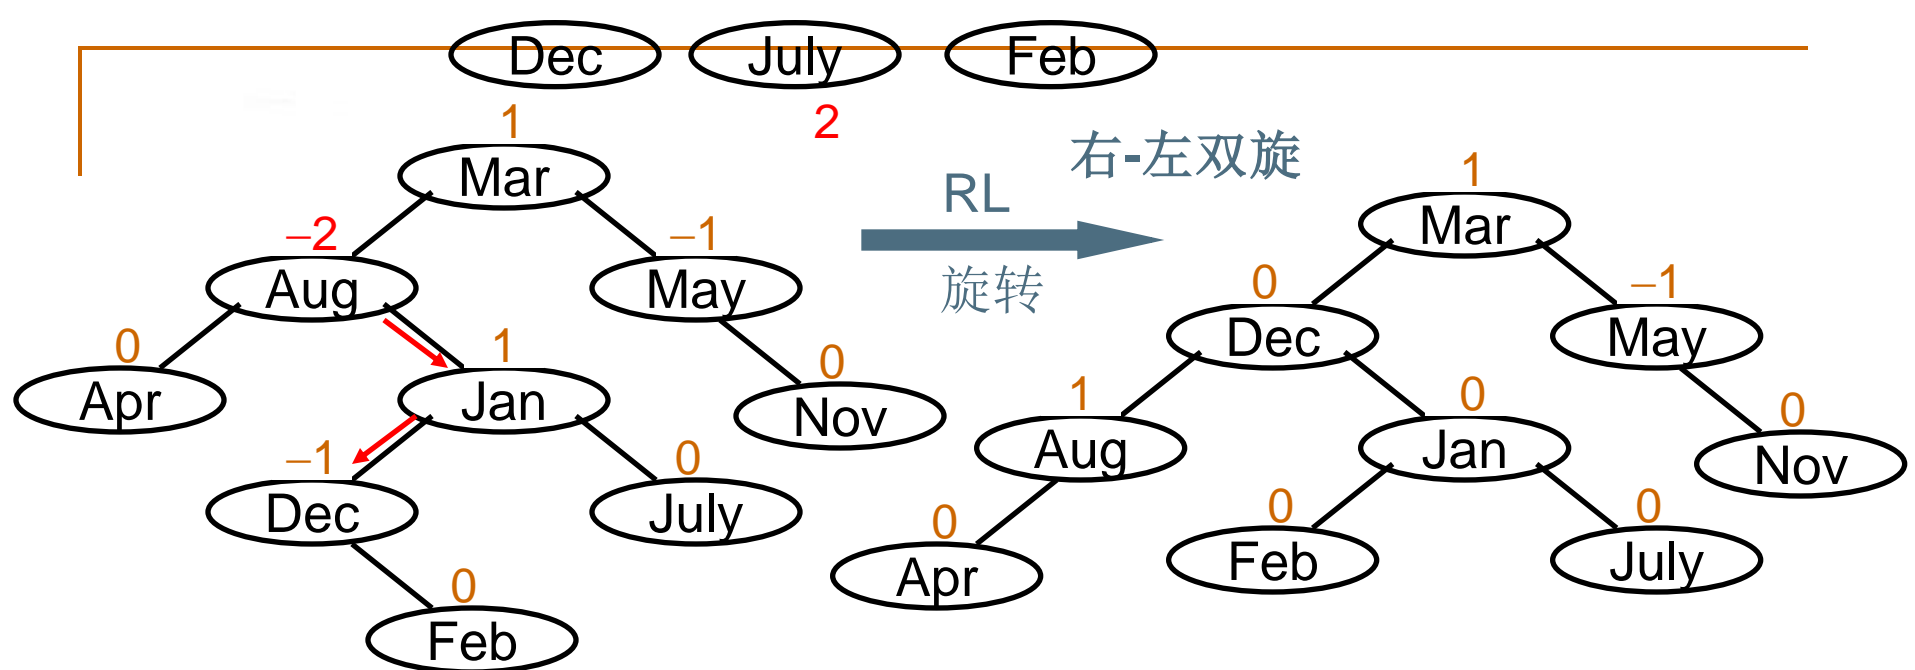 Dec July Feb
1 2
Mar
−2 −1
Aug May
0 1 0
Apr Jan Nov
−1 0
Dec July
0
Feb
右-左双旋
RL
旋转
1
Mar
0 −1
Dec May
1 0 0
Aug Jan Nov
0 0 0
Apr Feb July